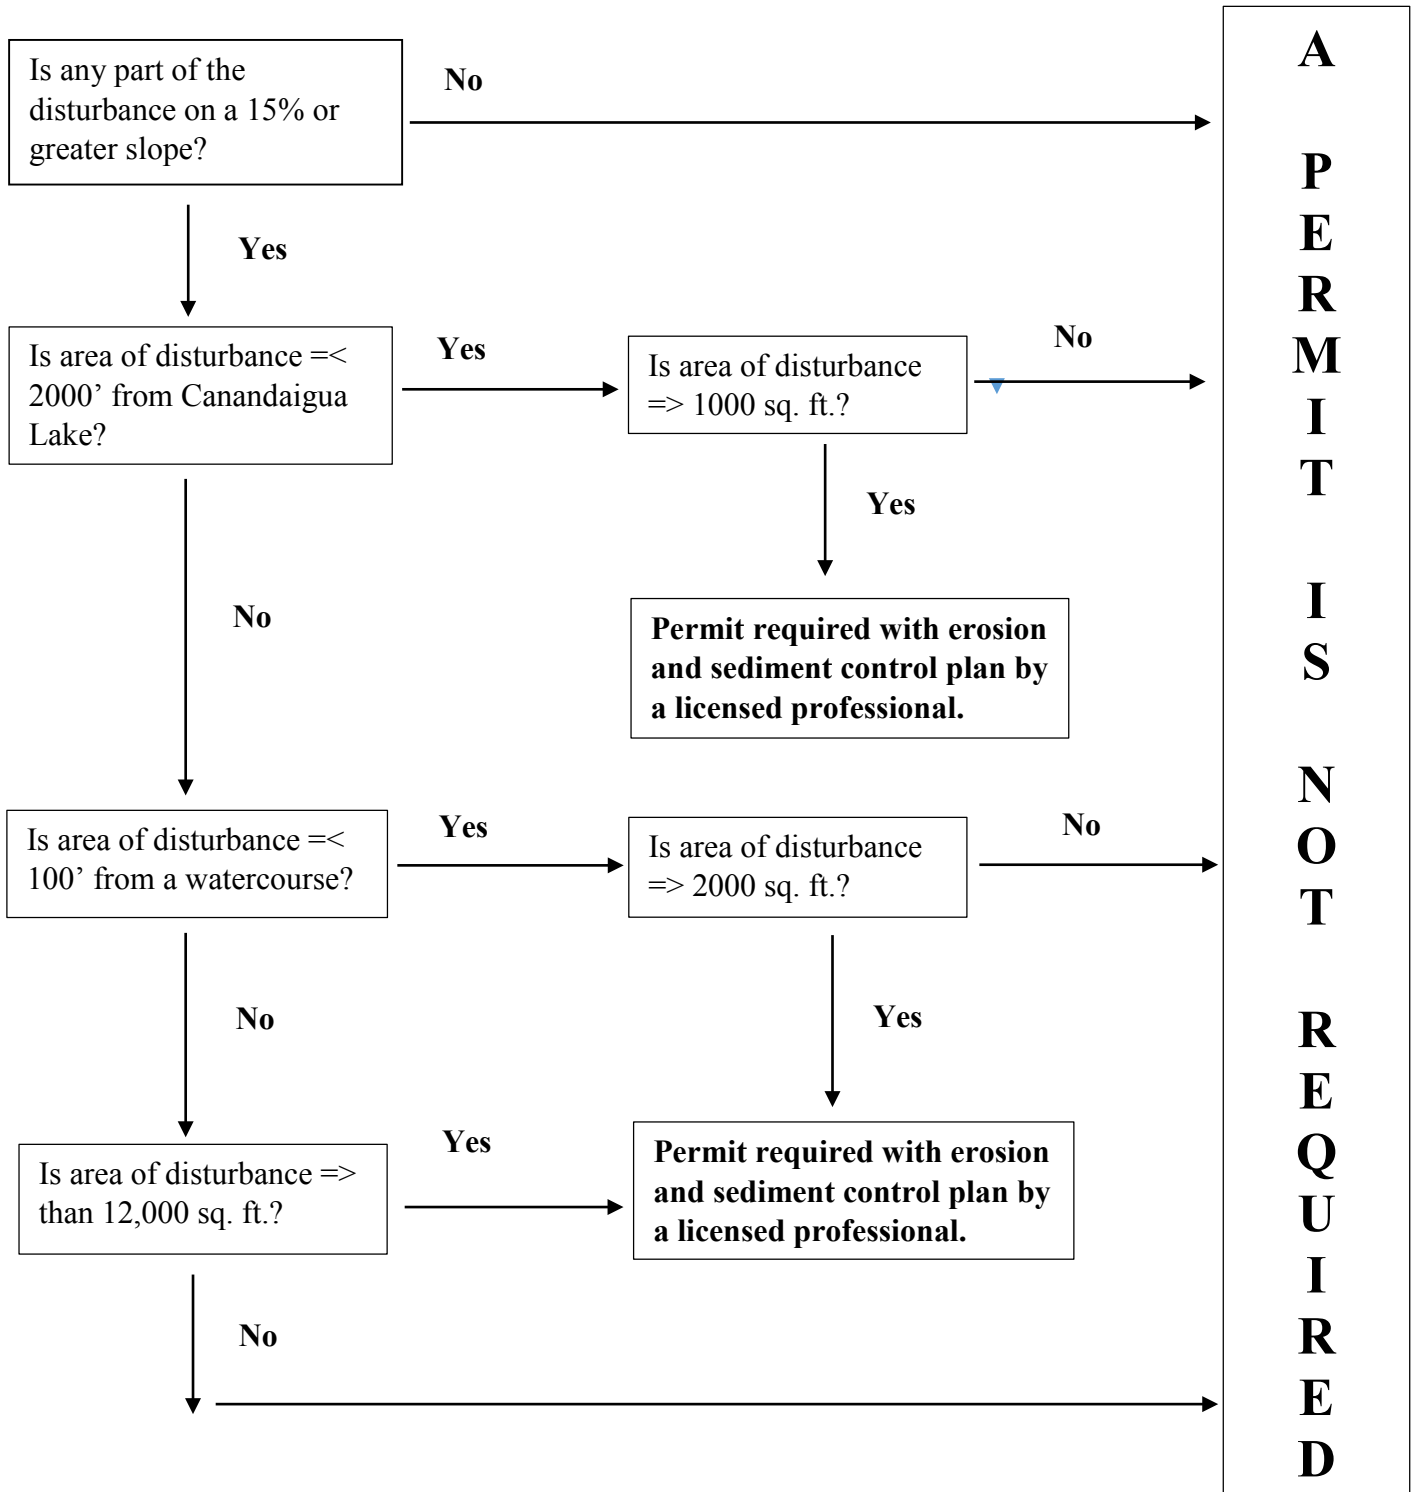 Is any part of the
disturbance on a 15% or
greater slope?
No
Yes
Is area of disturbance =<
2000’ from Canandaigua
Lake?
Yes
Is area of disturbance
=> 1000 sq. ft.?
No
Yes
No
Permit required with erosion
and sediment control plan by
a licensed professional.
Is area of disturbance =<
100’ from a watercourse?
Yes
Is area of disturbance
=> 2000 sq. ft.?
No
No
Yes
Is area of disturbance =>
than 12,000 sq. ft.?
Yes
Permit required with erosion
and sediment control plan by
a licensed professional.
No
A
P
E
R
M
I
T
I
S
N
O
T
R
E
Q
U
I
R
E
D